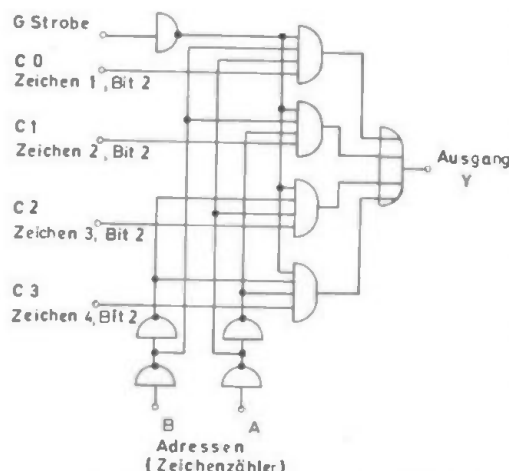 G Strobe
C 0
Zeichen 1, Bit 2
C 1
Zeichen 2, Bit 2
C 2
Zeichen 3, Bit 2
C 3
Zeichen 4, Bit 2
Ausgang
Y
B A
Adressen
(Zeichenzähler)